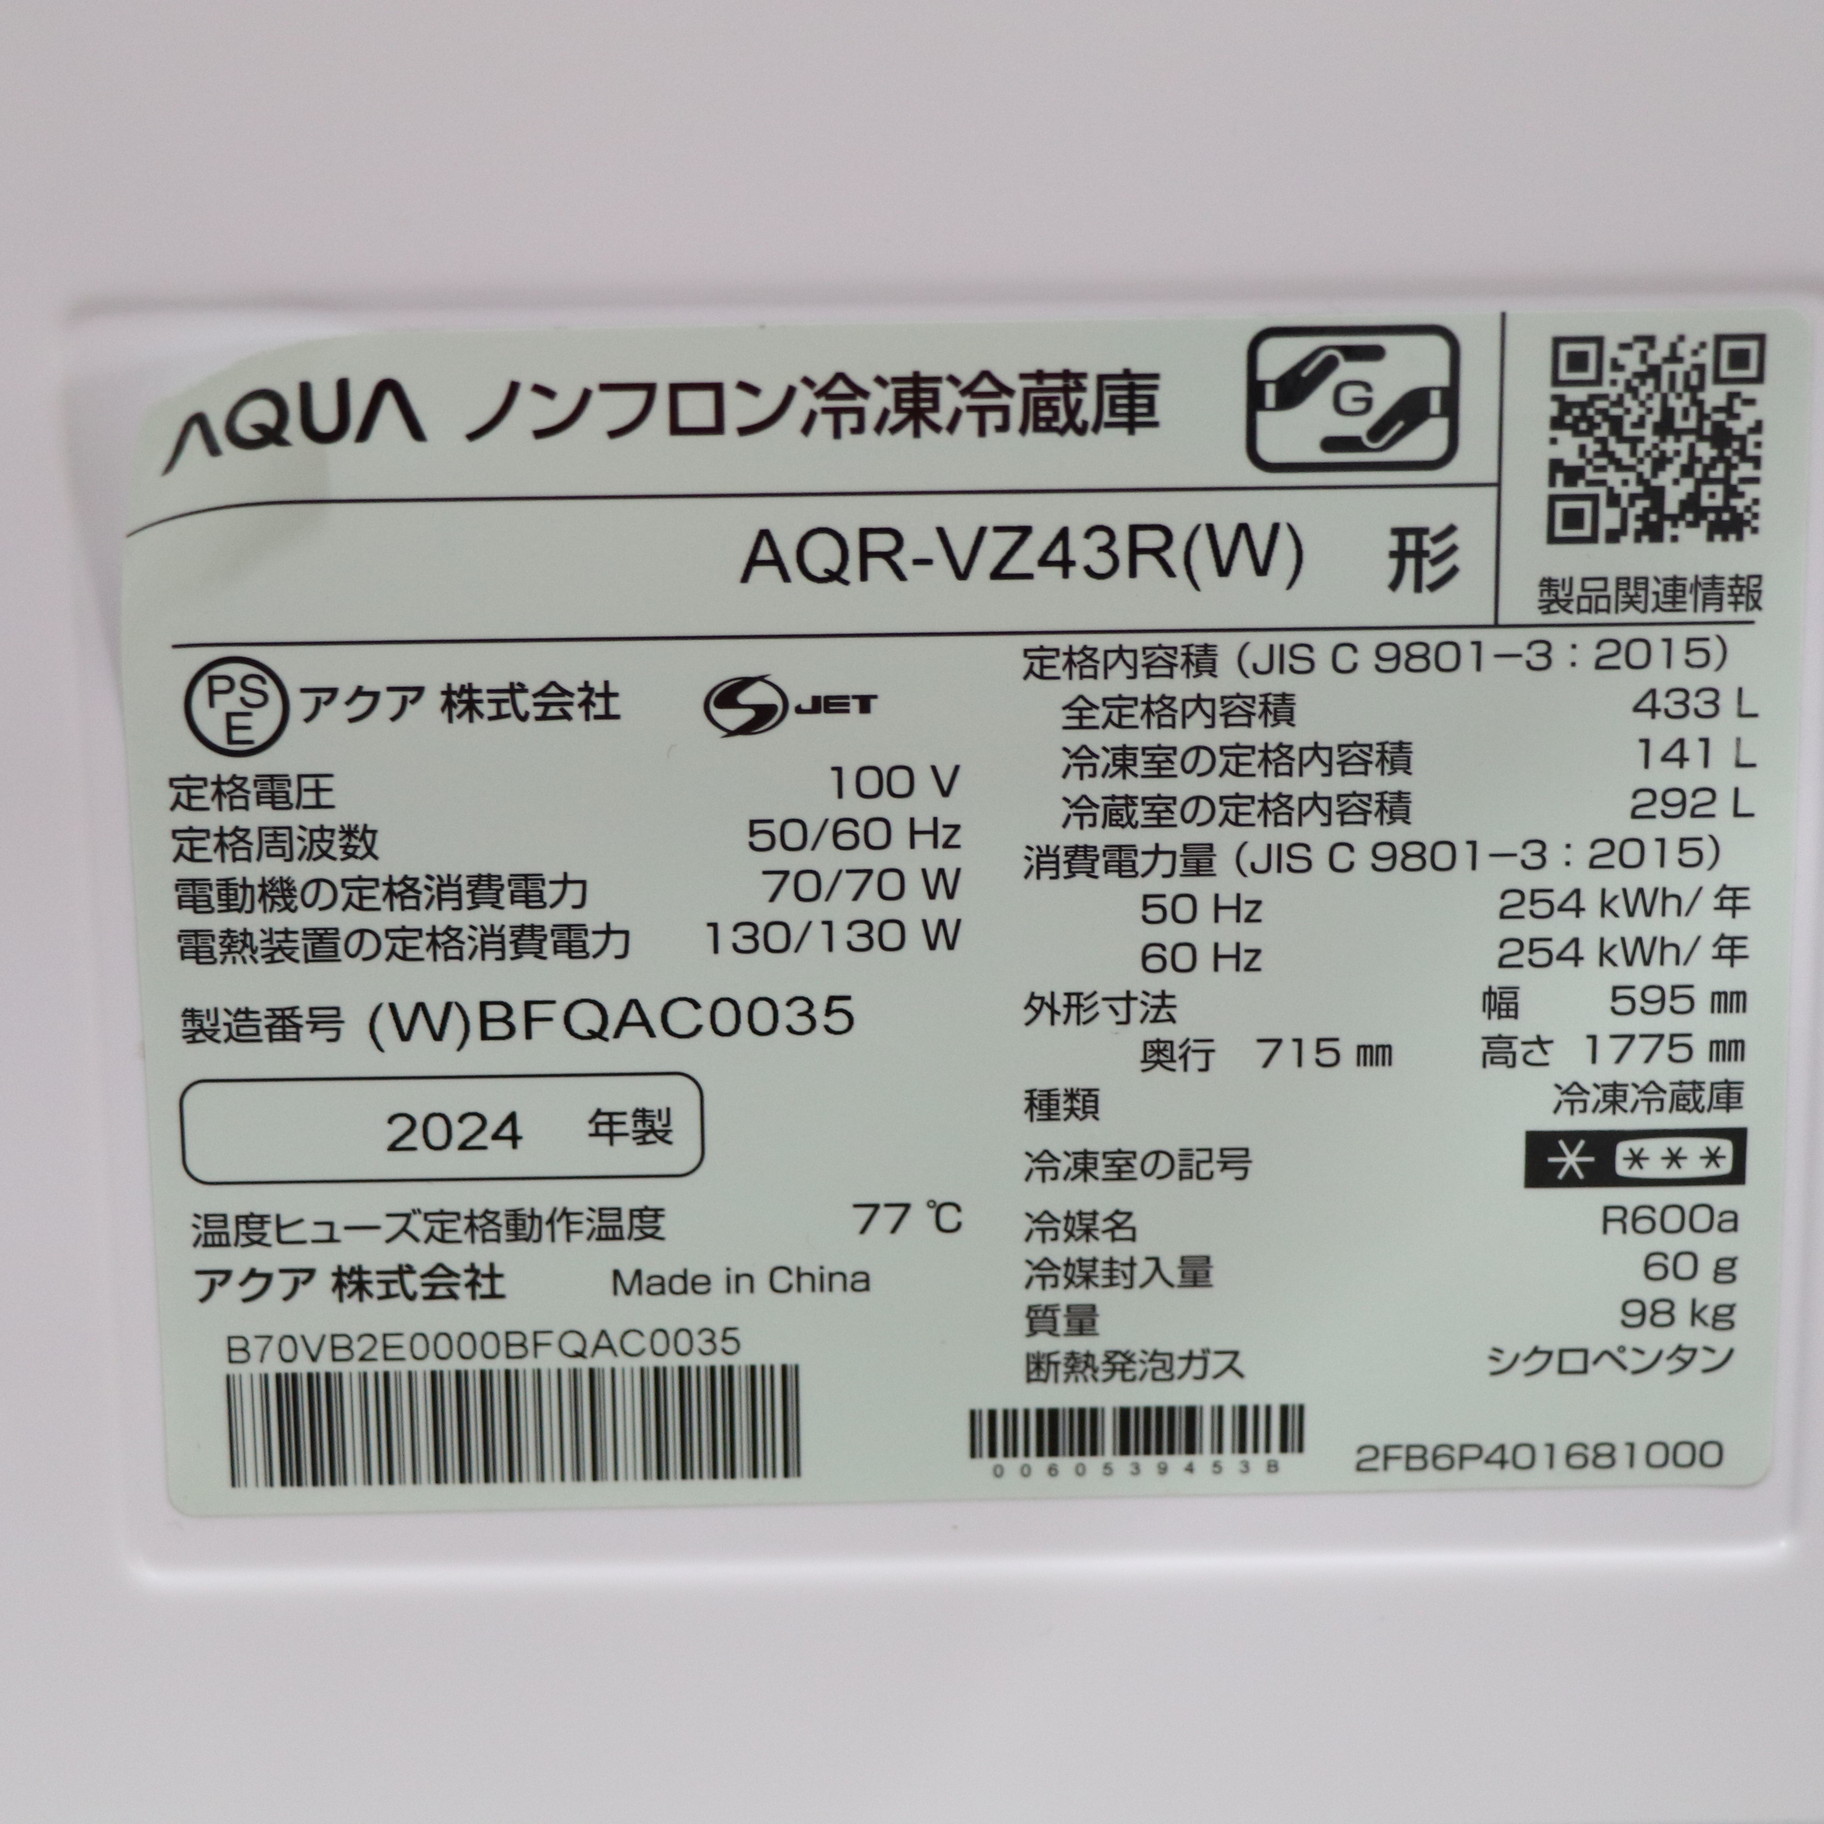 AQUA ノンフロン冷凍冷蔵庫
G
AQR-VZ43R(W) 形
製品関連情報
PS
E
アクア 株式会社
S JET
定格電圧 100 V
定格周波数 50/60 Hz
電動機の定格消費電力 70/70 W
電熱装置の定格消費電力 130/130 W
製造番号 (W)BFQAC0035
2024 年製
温度ヒューズ定格動作温度 77 ℃
アクア 株式会社 Made in China
B70VB2E0000BFQAC0035
定格内容積 (JIS C 9801-3:2015)
全定格内容積 433 L
冷凍室の定格内容積 141 L
冷蔵室の定格内容積 292 L
消費電力量 (JIS C 9801-3:2015)
50 Hz 254 kWh/年
60 Hz 254 kWh/年
外形寸法 幅 595 ㎜
奥行 715 ㎜ 高さ 1775 ㎜
種類 冷凍冷蔵庫
冷凍室の記号 * ***
冷媒名 R600a
冷媒封入量 60 g
質量 98 kg
断熱発泡ガス シクロペンタン
0060539453B
2FB6P401681000